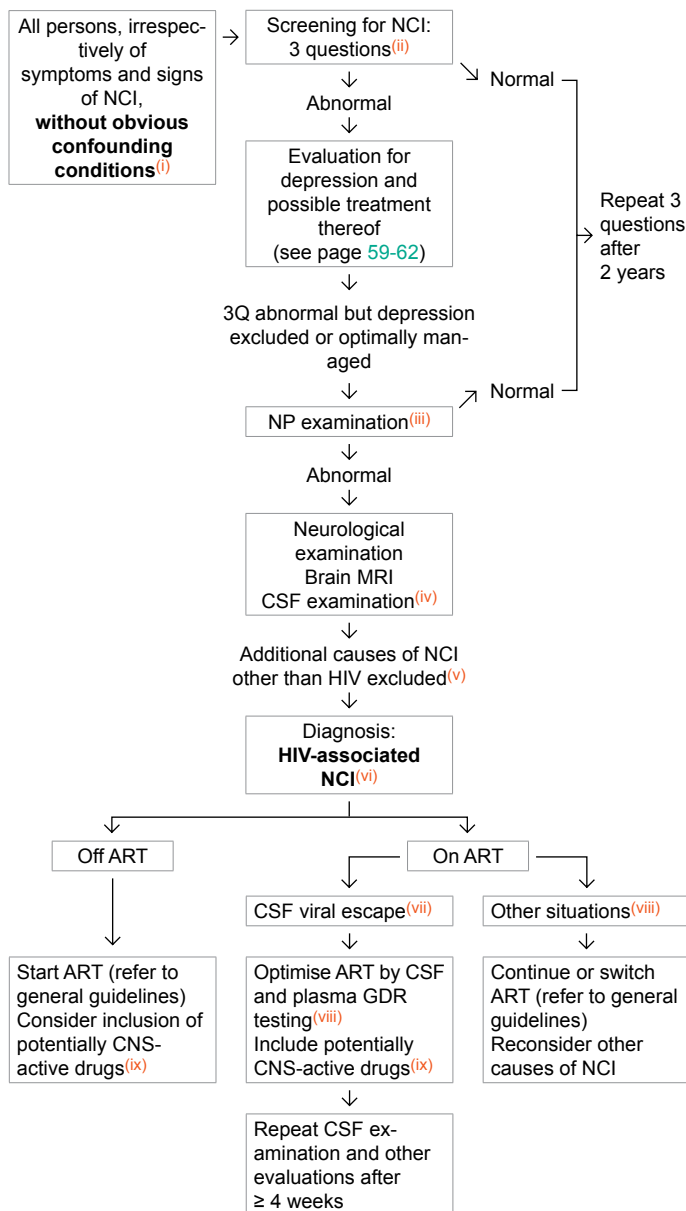 All persons, irrespec-
tively of
symptoms and signs
of NCI,
without obvious
confounding
conditions(i)
Screening for NCI:
3 questions(ii)
Normal
Abnormal
Evaluation for
depression and
possible treatment
thereof
(see page 59-62)
Repeat 3
questions
after
2 years
3Q abnormal but depression
excluded or optimally man-
aged
Normal
NP examination(iii)
Abnormal
Neurological
examination
Brain MRI
CSF examination(iv)
Additional causes of NCI
other than HIV excluded(v)
Diagnosis:
HIV-associated
NCI(vi)
Off ART
On ART
CSF viral escape(vii)
Other situations(viii)
Start ART (refer to
general guidelines)
Consider inclusion of
potentially CNS-
active drugs(ix)
Optimise ART by CSF
and plasma GDR
testing(viii)
Include potentially
CNS-active drugs(ix)
Continue or switch
ART (refer to general
guidelines)
Reconsider other
causes of NCI
Repeat CSF ex-
amination and other
evaluations after
≥ 4 weeks